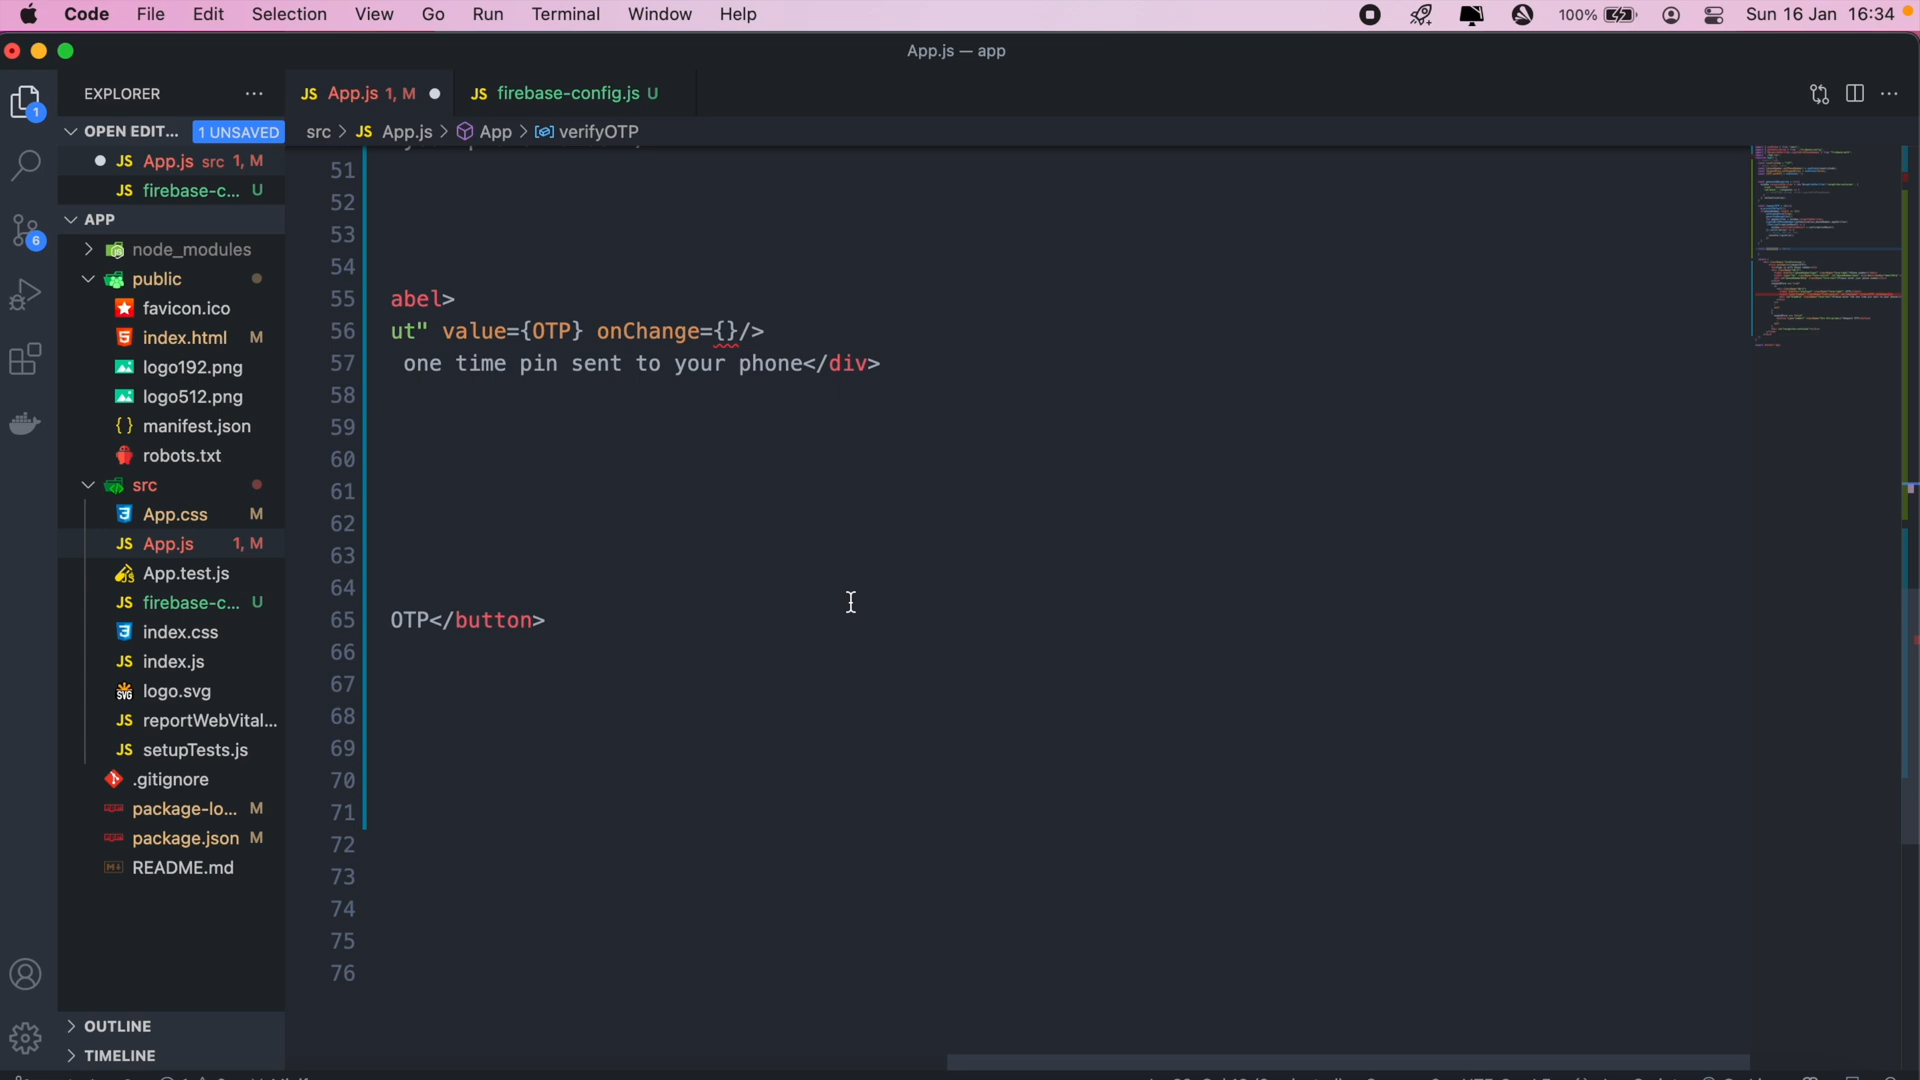 Code File Edit Selection View Go Run Terminal Window Help 100% Sun 16 Jan 16:34
App.js — app
EXPLORER
JS App.js 1, M
JS firebase-config.js U
OPEN EDIT... 1 UNSAVED
src > JS App.js > App > verifyOTP
JS App.js src 1, M
JS firebase-c... U
APP
node_modules
public
favicon.ico
index.html M
logo192.png
logo512.png
{} manifest.json
robots.txt
src
App.css M
JS App.js 1, M
App.test.js
JS firebase-c... U
index.css
JS index.js
logo.svg
JS reportWebVital...
JS setupTests.js
.gitignore
package-lo... M
package.json M
README.md
OUTLINE
TIMELINE
1
6
51
52
53
54
55 abel>
56 ut" value={OTP} onChange={}/>
57 one time pin sent to your phone</div>
58
59
60
61
62
63
64
65 OTP</button>
66
67
68
69
70
71
72
73
74
75
76